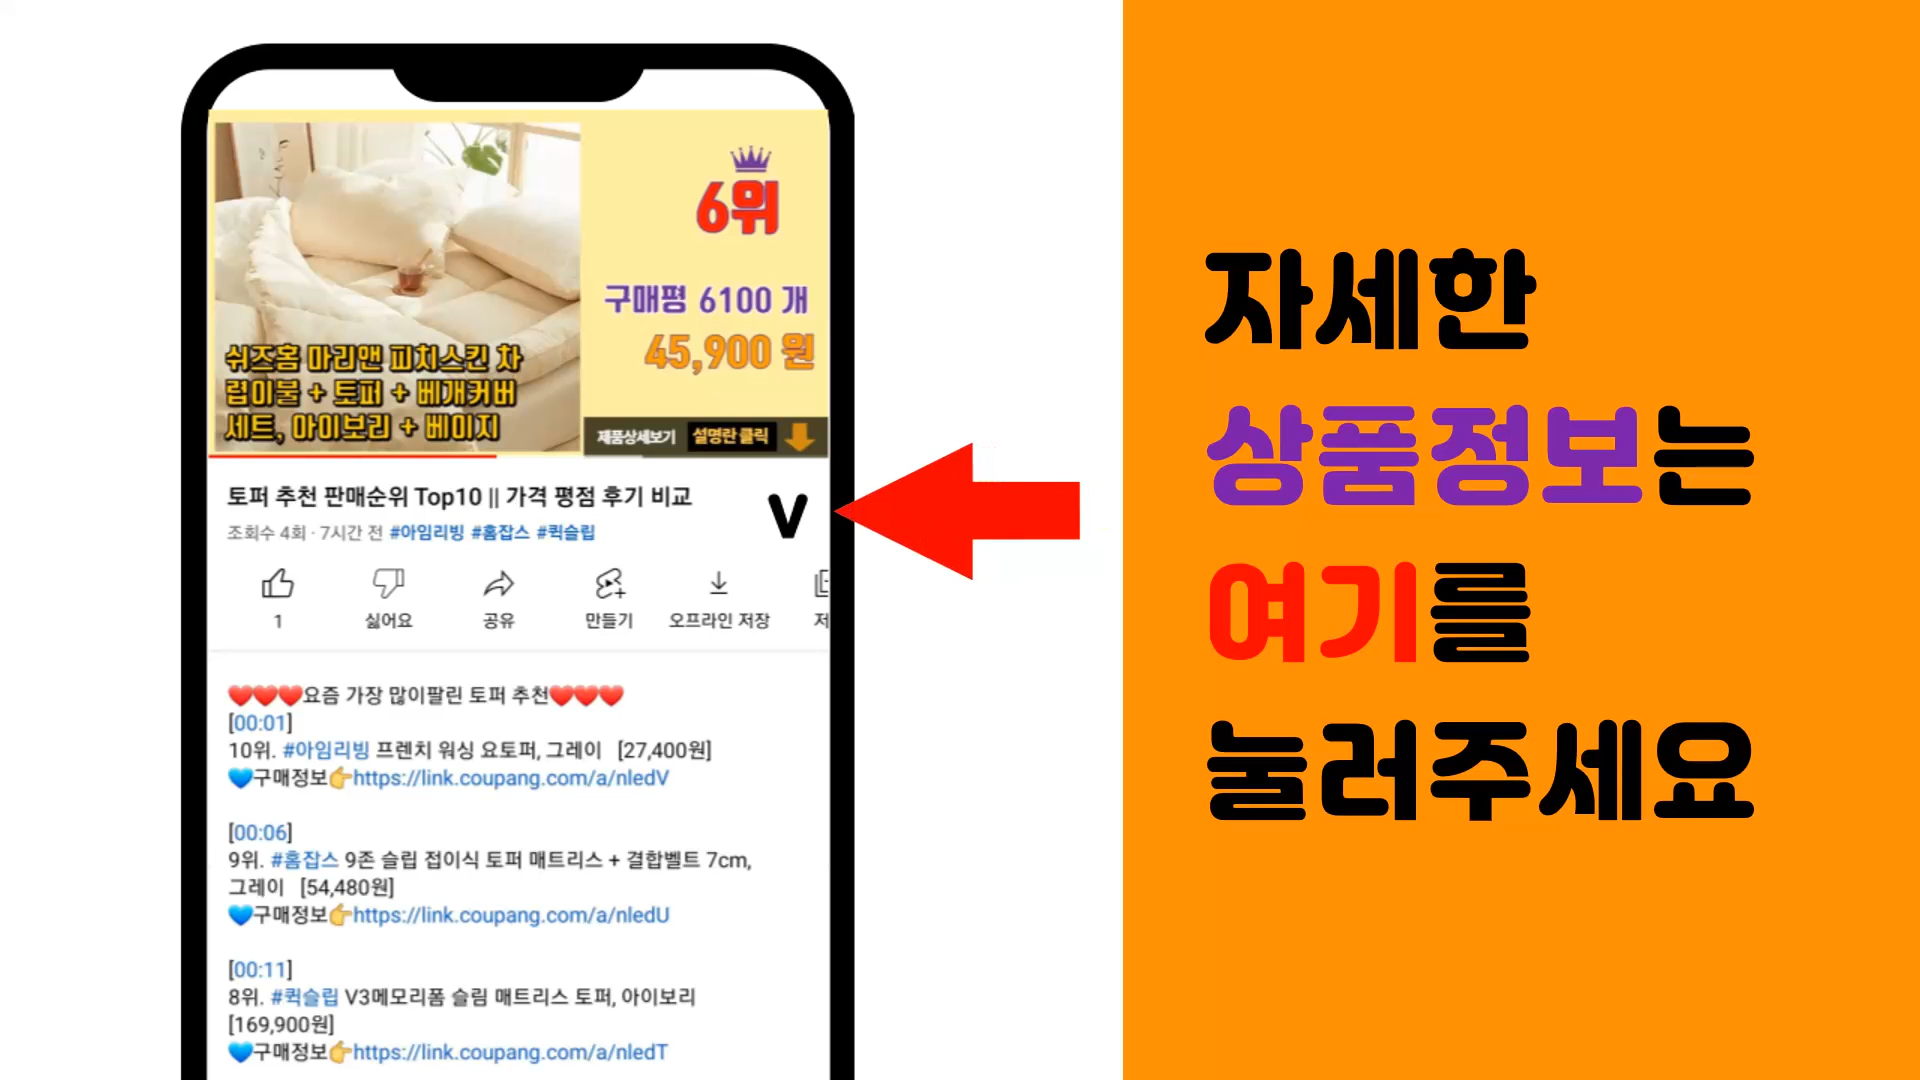 6위
구매평 6100 개
45,900 원
쉬즈홈 마리앤 피치스킨 차
렵이불 + 토퍼 + 베개커버
세트, 아이보리 + 베이지
제품상세보기 설명란 클릭
토퍼 추천 판매순위 Top10 || 가격 평점 후기 비교
V
조회수 4회 · 7시간 전 #아임리빙 #홈잡스 #퀵슬립
1 싫어요 공유 만들기 오프라인 저장 저
❤️❤️❤️요즘 가장 많이팔린 토퍼 추천❤️❤️❤️
[00:01]
10위. #아임리빙 프렌치 워싱 요토퍼, 그레이 [27,400원]
💙구매정보👉https://link.coupang.com/a/nledV
[00:06]
9위. #홈잡스 9존 슬립 접이식 토퍼 매트리스 + 결합벨트 7cm,
그레이 [54,480원]
💙구매정보👉https://link.coupang.com/a/nledU
[00:11]
8위. #퀵슬립 V3메모리폼 슬림 매트리스 토퍼, 아이보리
[169,900원]
💙구매정보👉https://link.coupang.com/a/nledT
자세한
상품정보는
여기를
눌러주세요